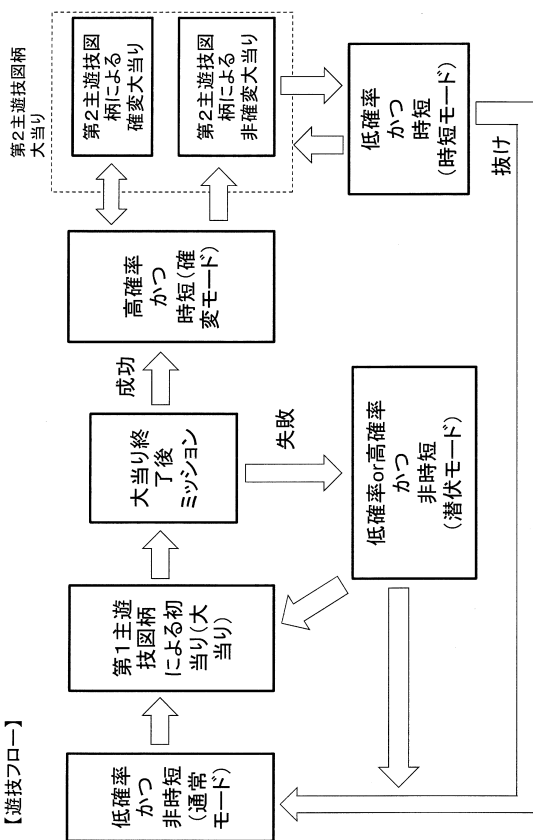 【遊技フロー】
低確率
かつ
非時短
(通常
モード)
第1主遊
技図柄
による初
当り(大
当り)
大当り終
了後
ミッション
成功
失敗
高確率
かつ
時短(確
変モード)
低確率or高確率
かつ
非時短
(潜伏モード)
第2主遊技図柄
大当り
第2主遊技図
柄による
確変大当り
第2主遊技図
柄による
非確変大当り
低確率
かつ
時短
(時短モード)
抜け